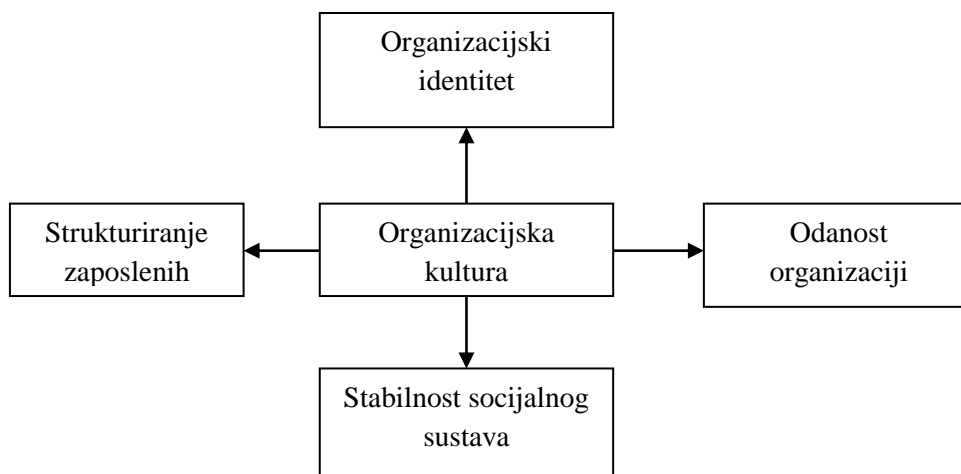 Organizacijski
identitet
Strukturiranje
zaposlenih
Organizacijska
kultura
Odanost
organizaciji
Stabilnost socijalnog
sustava